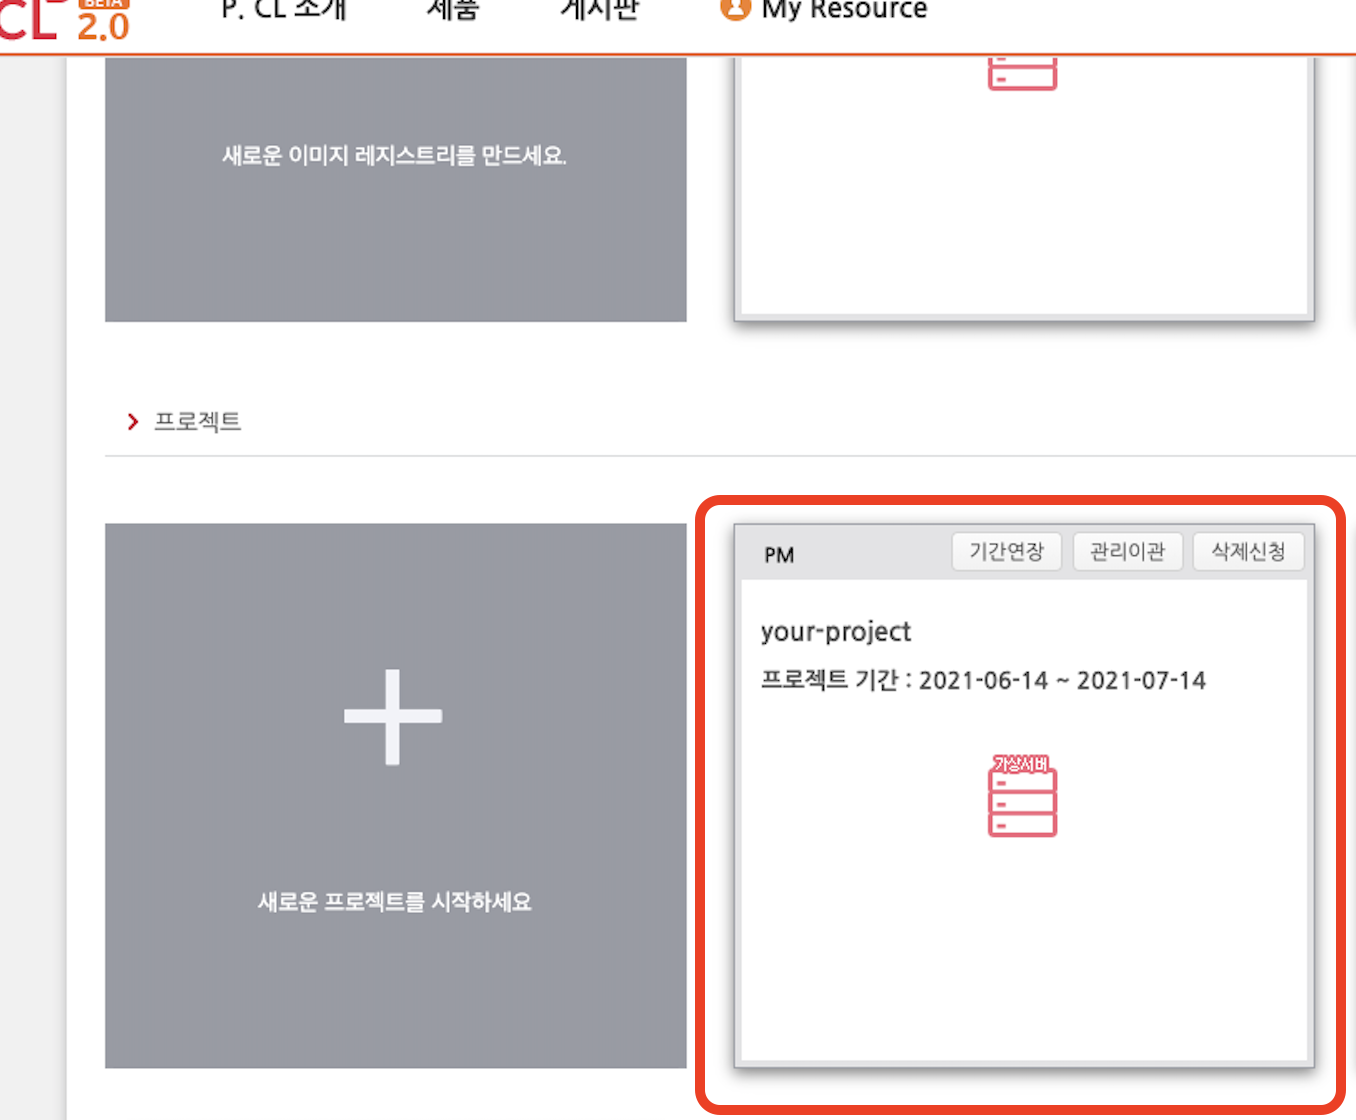 CL BETA 2.0
P. CL 소개 제품 게시판 My Resource
새로운 이미지 레지스트리를 만드세요.
프로젝트
PM 기간연장 관리이관 삭제신청
your-project
프로젝트 기간 : 2021-06-14 ~ 2021-07-14
가상서버
새로운 프로젝트를 시작하세요